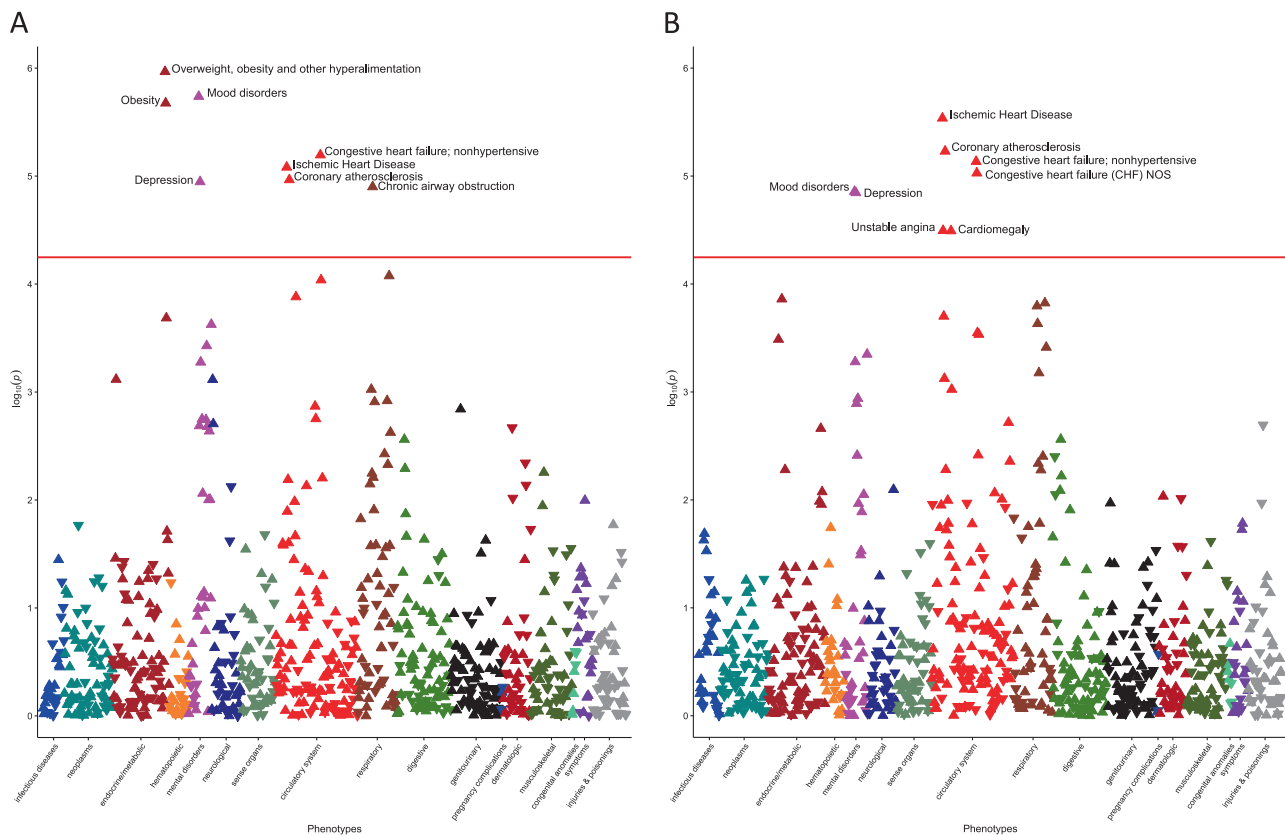 A
6
5
4
3
2
1
0
log10(p)
Overweight, obesity and other hyperalimentation
Obesity
Mood disorders
Congestive heart failure; nonhypertensive
Ischemic Heart Disease
Coronary atherosclerosis
Depression
Chronic airway obstruction
infectious diseases
neoplasms
endocrine/metabolic
hematopoietic
mental disorders
neurological
sense organs
circulatory system
respiratory
digestive
genitourinary
pregnancy complications
dermatologic
musculoskeletal
congenital anomalies
symptoms
injuries & poisonings
Phenotypes
B
6
5
4
3
2
1
0
log10(p)
Ischemic Heart Disease
Coronary atherosclerosis
Congestive heart failure; nonhypertensive
Congestive heart failure (CHF) NOS
Mood disorders
Depression
Unstable angina
Cardiomegaly
infectious diseases
neoplasms
endocrine/metabolic
hematopoietic
mental disorders
neurological
sense organs
circulatory system
respiratory
digestive
genitourinary
pregnancy complications
dermatologic
musculoskeletal
congenital anomalies
symptoms
injuries & poisonings
Phenotypes